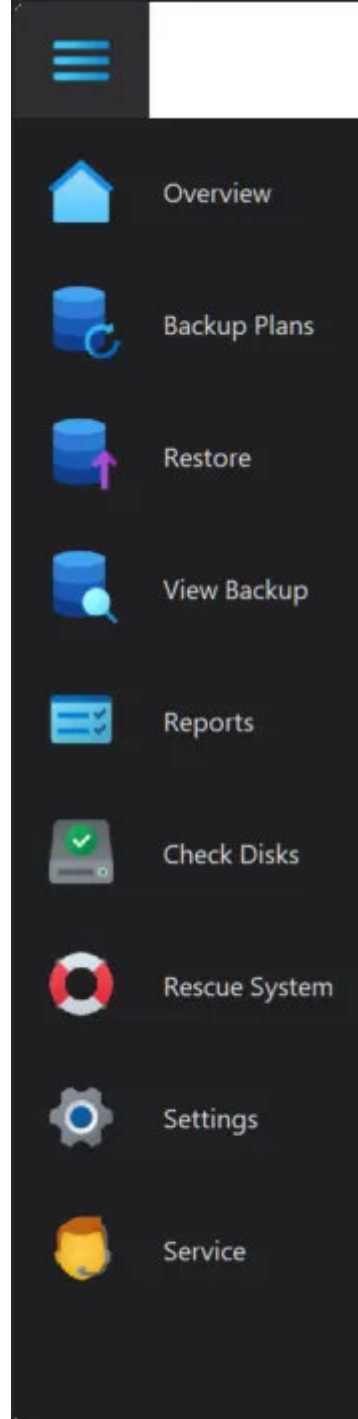 Overview
Backup Plans
Restore
View Backup
Reports
Check Disks
Rescue System
Settings
Service